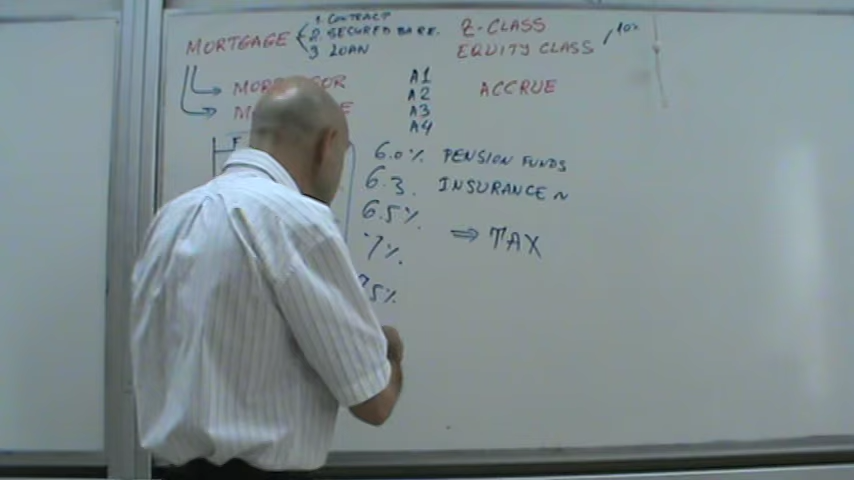 MORTGAGE
1. CONTRACT
2. SECURED BA RE.
3 LOAN
Z-CLASS
EQUITY CLASS
10%
A1
A2
A3
A4
ACCRUE
6.0% PENSION FUNDS
6.3. INSURANCE ~
6.5%
⇒ TAX
7%